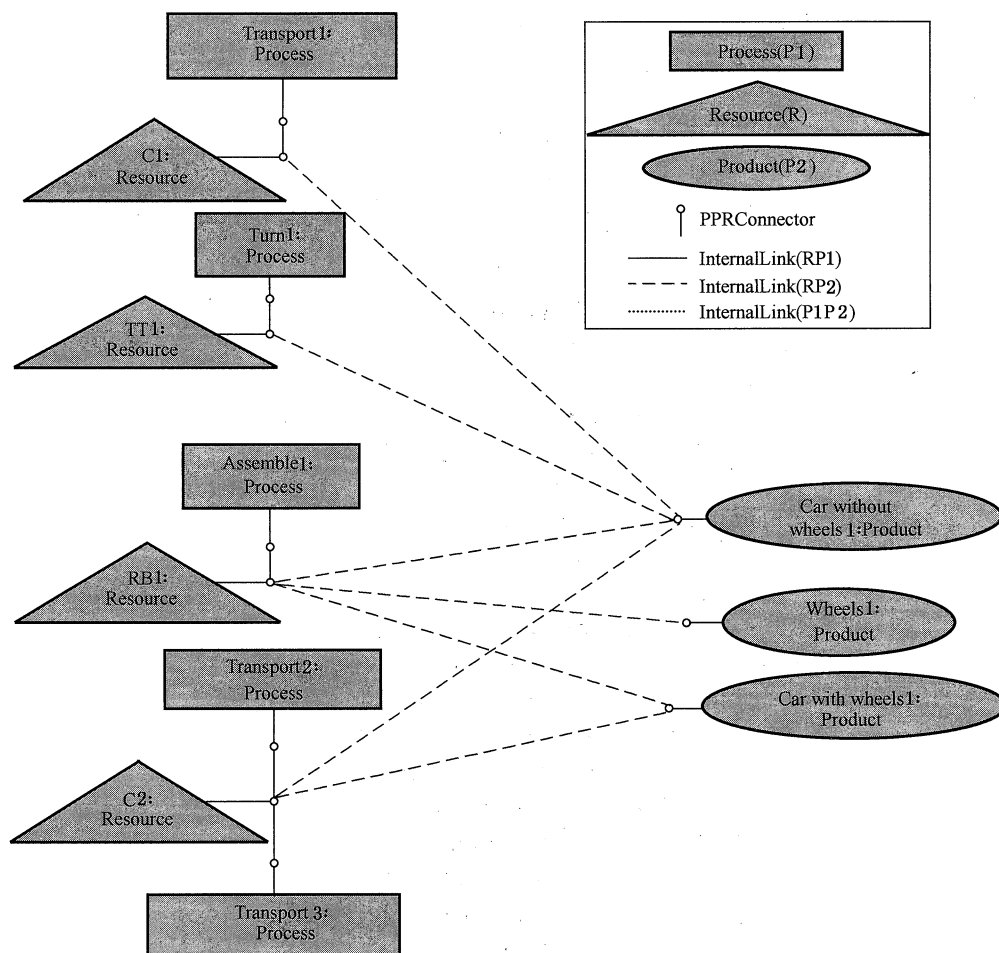 Transport1:
Process
C1:
Resource
Turn1:
Process
TT1:
Resource
Assemble1:
Process
RB1:
Resource
Transport2:
Process
C2:
Resource
Transport 3:
Process
Process(P1)
Resource(R)
Product(P2)
PPRConnector
InternalLink(RP1)
InternalLink(RP2)
InternalLink(P1P2)
Car without
wheels1:Product
Wheels1:
Product
Car with wheels1:
Product